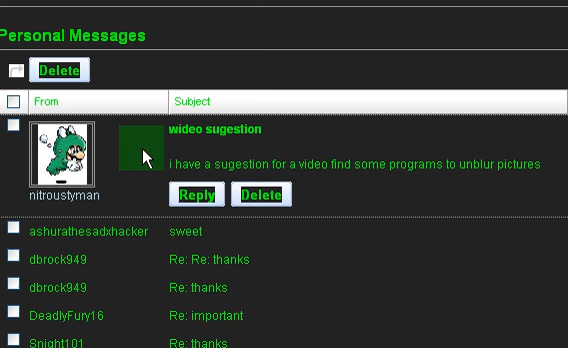 Personal Messages
Delete
From Subject
wideo sugestion
i have a sugestion for a video find some programs to unblur pictures
nitroustyman
Reply Delete
ashurathesadxhacker sweet
dbrock949 Re: Re: thanks
dbrock949 Re: thanks
DeadlyFury16 Re: important
Snight101 Re: thanks